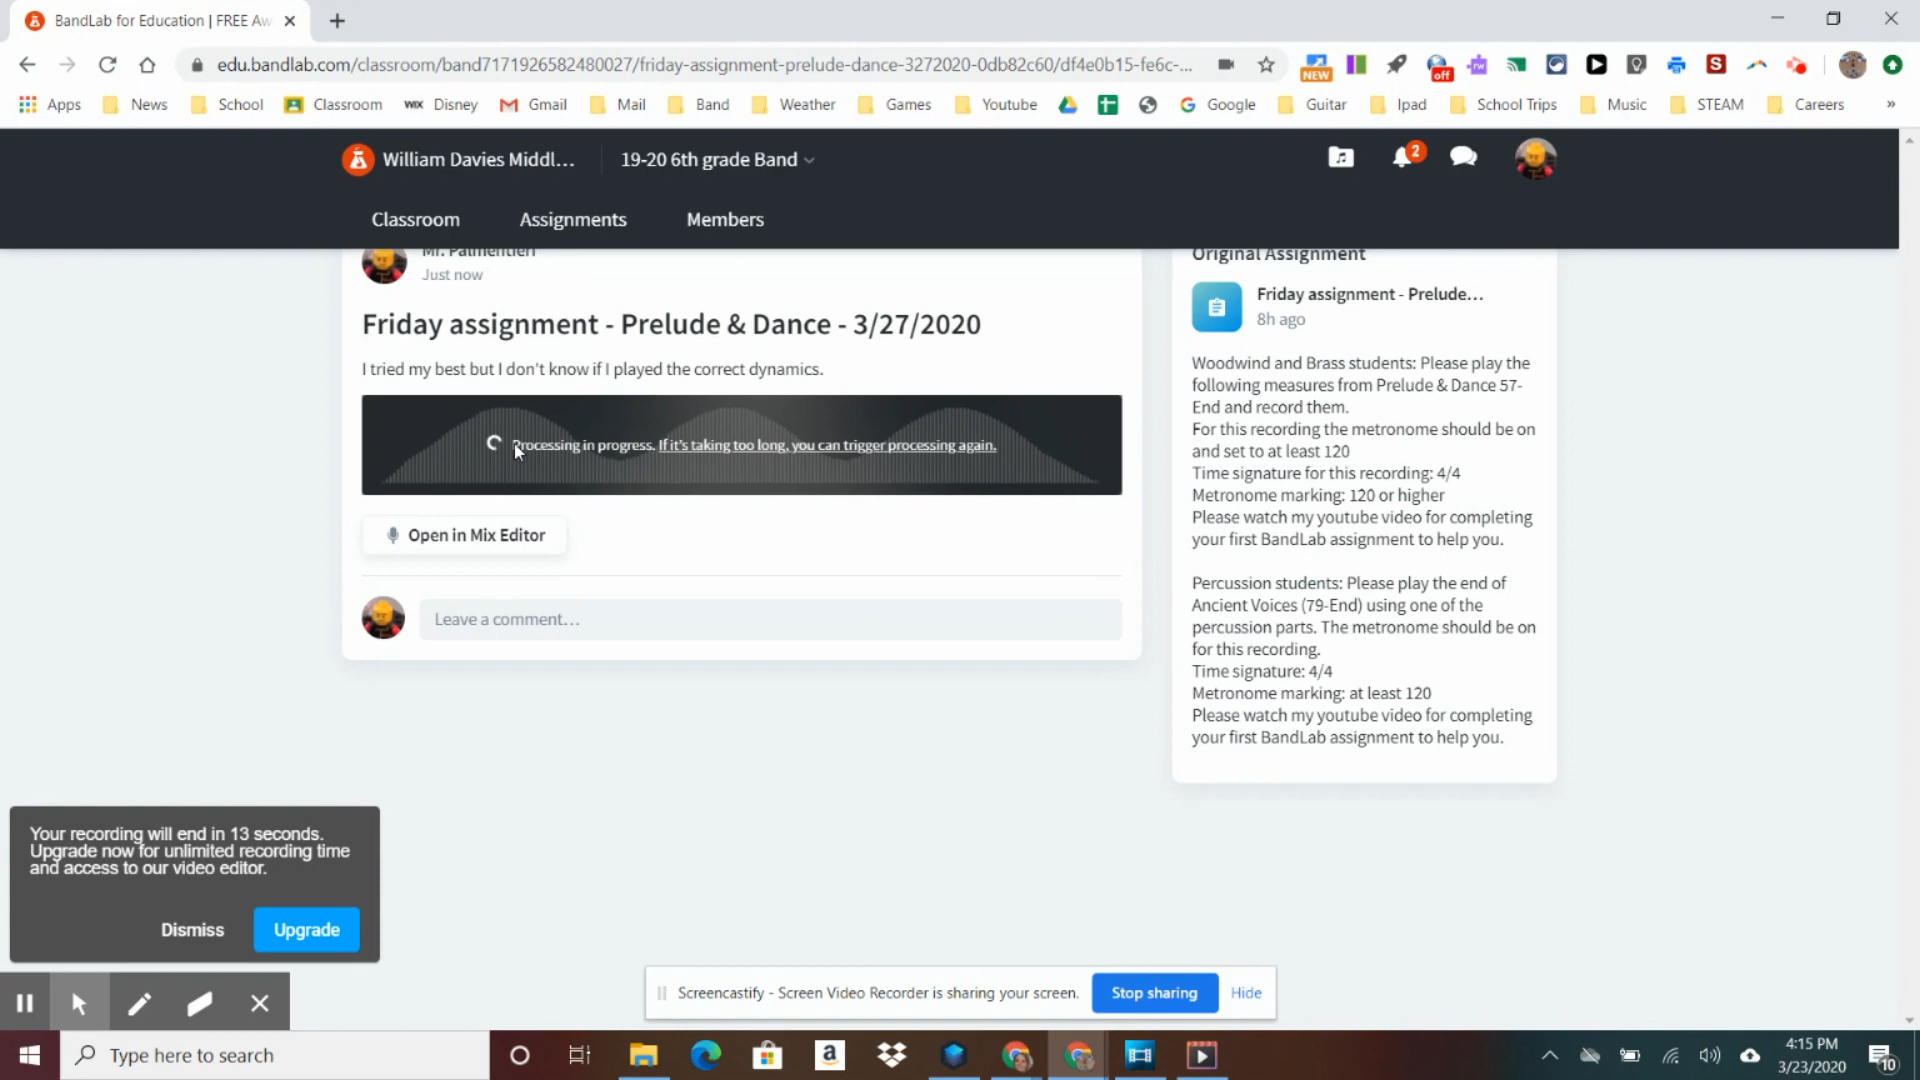 BandLab for Education | FREE Aw
edu.bandlab.com/classroom/band7171926582480027/friday-assignment-prelude-dance-3272020-0db82c60/df4e0b15-fe6c-...
NEW
off
rw
S
Apps News School Classroom WIX Disney Gmail Mail Band Weather Games Youtube Google Guitar Ipad School Trips Music STEAM Careers »
William Davies Middl... 19-20 6th grade Band
2
Classroom Assignments Members
Mr. Palmentieri
Just now
Friday assignment - Prelude & Dance - 3/27/2020
I tried my best but I don't know if I played the correct dynamics.
Processing in progress. If it's taking too long, you can trigger processing again.
Open in Mix Editor
Leave a comment...
Original Assignment
Friday assignment - Prelude...
8h ago
Woodwind and Brass students: Please play the
following measures from Prelude & Dance 57-
End and record them.
For this recording the metronome should be on
and set to at least 120
Time signature for this recording: 4/4
Metronome marking: 120 or higher
Please watch my youtube video for completing
your first BandLab assignment to help you.
Percussion students: Please play the end of
Ancient Voices (79-End) using one of the
percussion parts. The metronome should be on
for this recording.
Time signature: 4/4
Metronome marking: at least 120
Please watch my youtube video for completing
your first BandLab assignment to help you.
Your recording will end in 13 seconds.
Upgrade now for unlimited recording time
and access to our video editor.
Dismiss Upgrade
Screencastify - Screen Video Recorder is sharing your screen. Stop sharing Hide
Type here to search
a
4:15 PM
3/23/2020
10